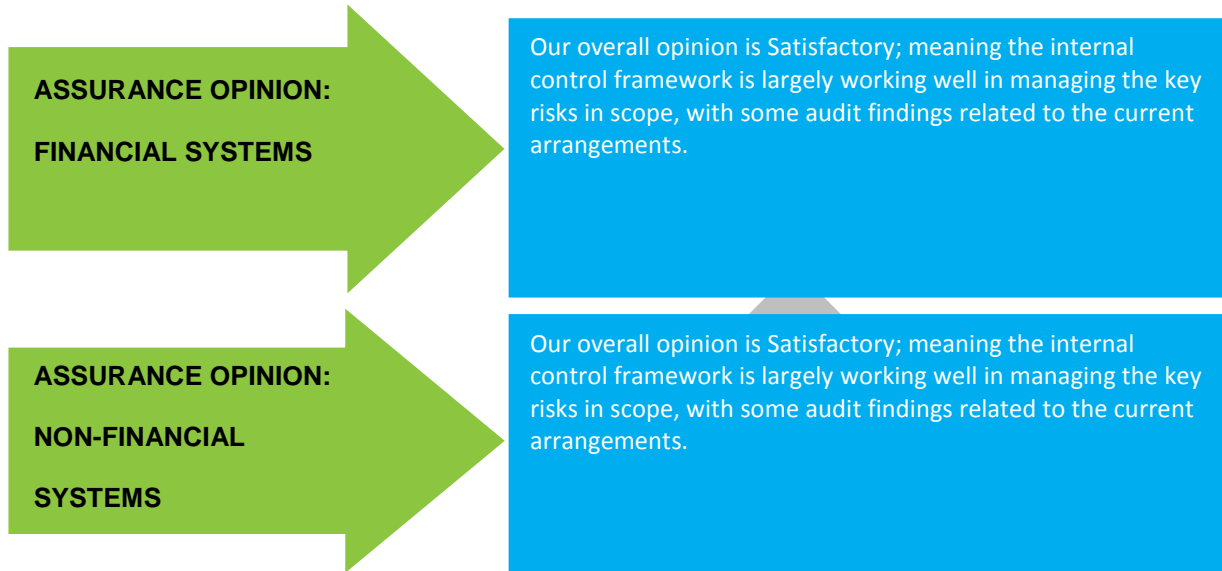 ASSURANCE OPINION:
FINANCIAL SYSTEMS
Our overall opinion is Satisfactory; meaning the internal
control framework is largely working well in managing the key
risks in scope, with some audit findings related to the current
arrangements.
ASSURANCE OPINION:
NON-FINANCIAL
SYSTEMS
Our overall opinion is Satisfactory; meaning the internal
control framework is largely working well in managing the key
risks in scope, with some audit findings related to the current
arrangements.